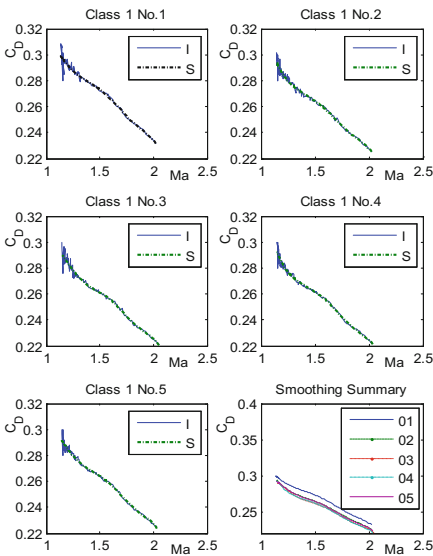 Class 1 No.1
C_D
0.32
0.3
0.28
0.26
0.24
0.22
1
1.5
2
2.5
Ma
I
S
Class 1 No.2
C_D
0.32
0.3
0.28
0.26
0.24
0.22
1
1.5
2
2.5
Ma
I
S
Class 1 No.3
C_D
0.32
0.3
0.28
0.26
0.24
0.22
1
1.5
2
2.5
Ma
I
S
Class 1 No.4
C_D
0.32
0.3
0.28
0.26
0.24
0.22
1
1.5
2
2.5
Ma
I
S
Class 1 No.5
C_D
0.32
0.3
0.28
0.26
0.24
0.22
1
1.5
2
2.5
Ma
I
S
Smoothing Summary
C_D
0.4
0.35
0.3
0.25
1
1.5
2
2.5
Ma
01
02
03
04
05